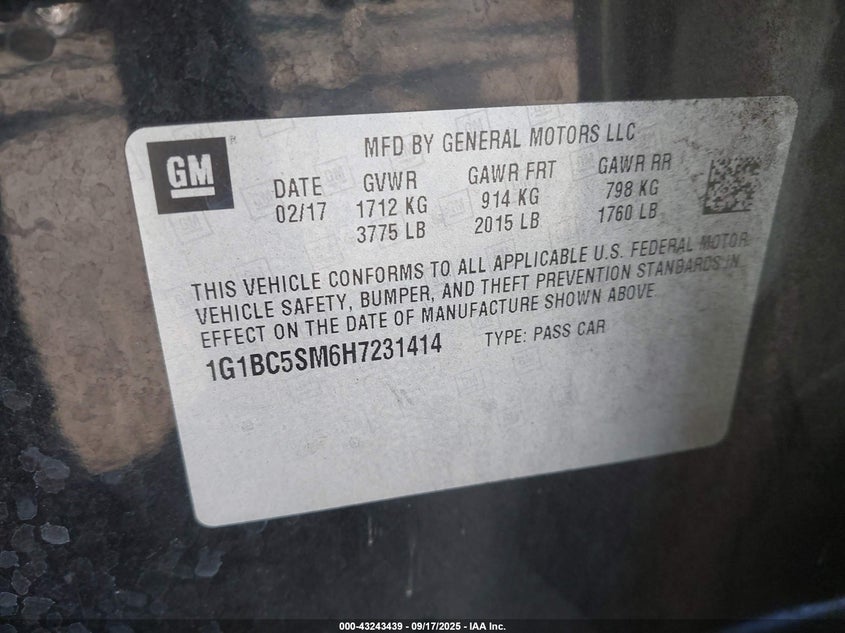 GM
MFD BY GENERAL MOTORS LLC
DATE GVWR GAWR FRT GAWR RR
02/17 1712 KG 914 KG 798 KG
3775 LB 2015 LB 1760 LB
THIS VEHICLE CONFORMS TO ALL APPLICABLE U.S. FEDERAL MOTOR
VEHICLE SAFETY, BUMPER, AND THEFT PREVENTION STANDARDS IN
EFFECT ON THE DATE OF MANUFACTURE SHOWN ABOVE.
1G1BC5SM6H7231414 TYPE: PASS CAR
000-43243439 - 09/17/2025 - IAA Inc.